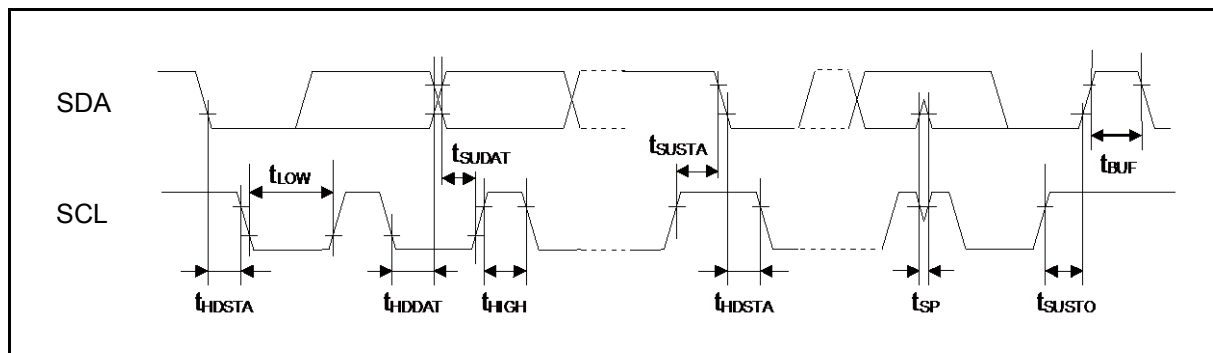 SDA
tSUDAT
tSUSTA
tLOW
tBUF
SCL
tHDSTA
tHDDAT
tHIGH
tHDSTA
tSP
tSUSTO